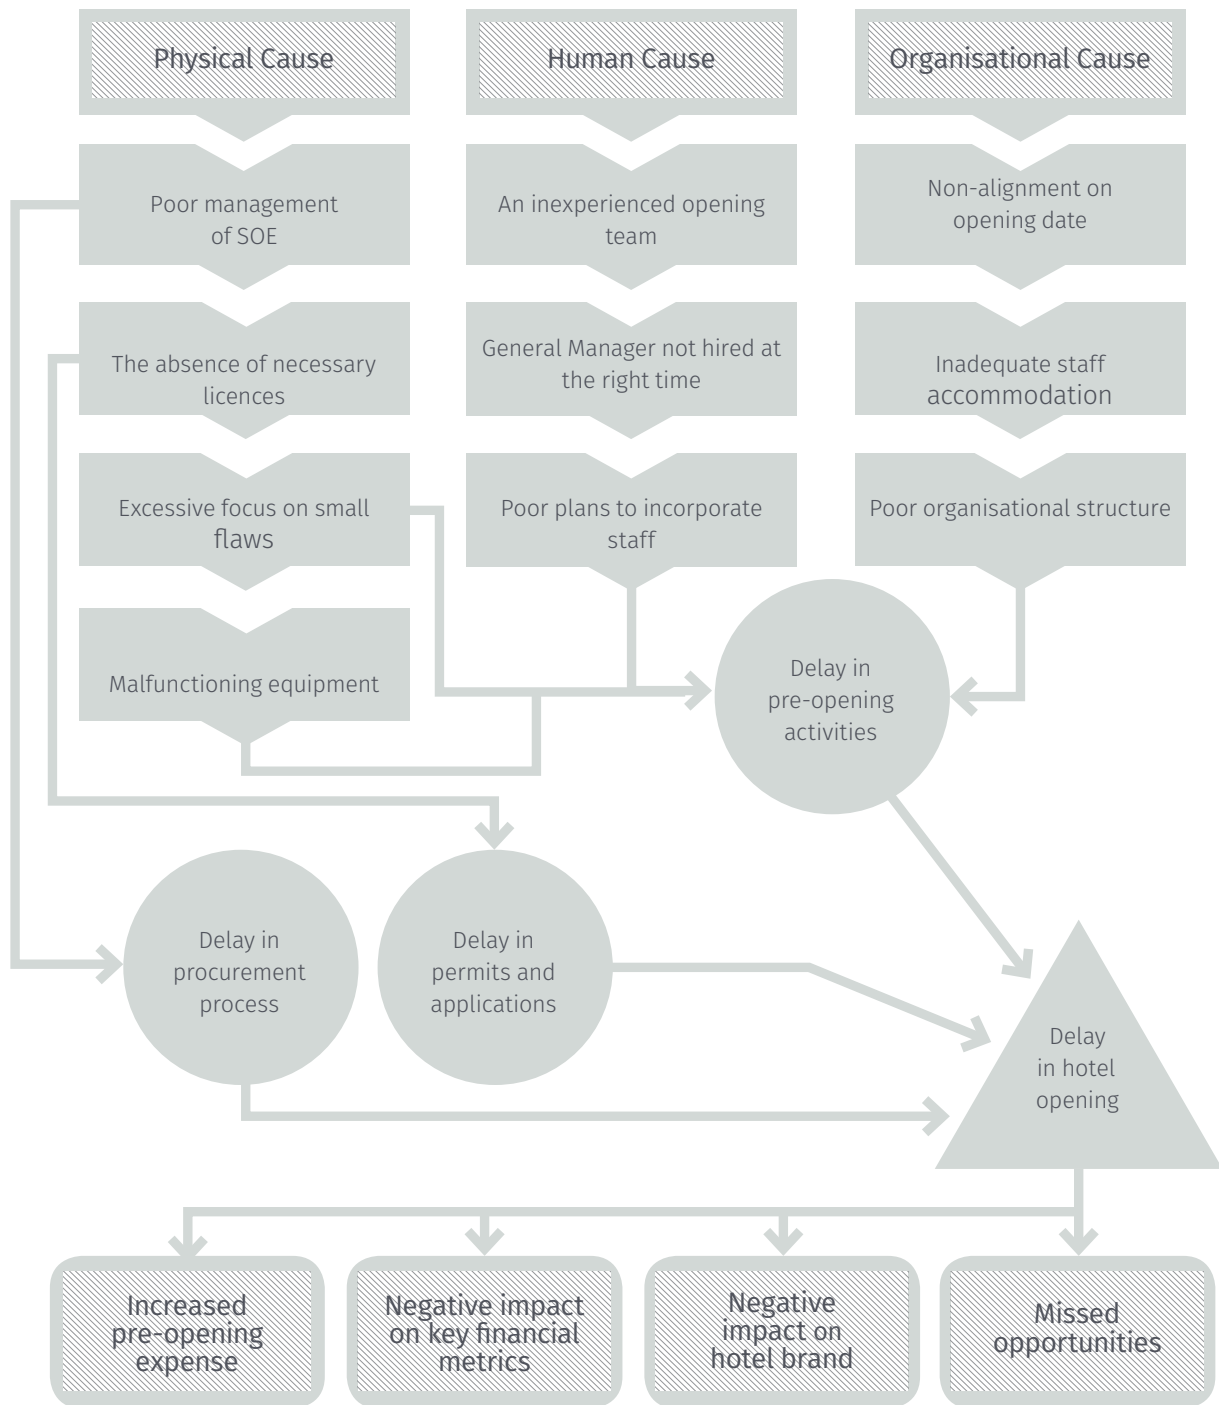 Physical Cause
Human Cause
Organisational Cause
Poor management
of SOE
An inexperienced opening
team
Non-alignment on
opening date
The absence of necessary
licences
General Manager not hired at
the right time
Inadequate staff
accommodation
Excessive focus on small
flaws
Poor plans to incorporate
staff
Poor organisational structure
Malfunctioning equipment
Delay in
pre-opening
activities
Delay in
procurement
process
Delay in
permits and
applications
Delay
in hotel
opening
Increased
pre-opening
expense
Negative impact
on key financial
metrics
Negative
impact on
hotel brand
Missed
opportunities